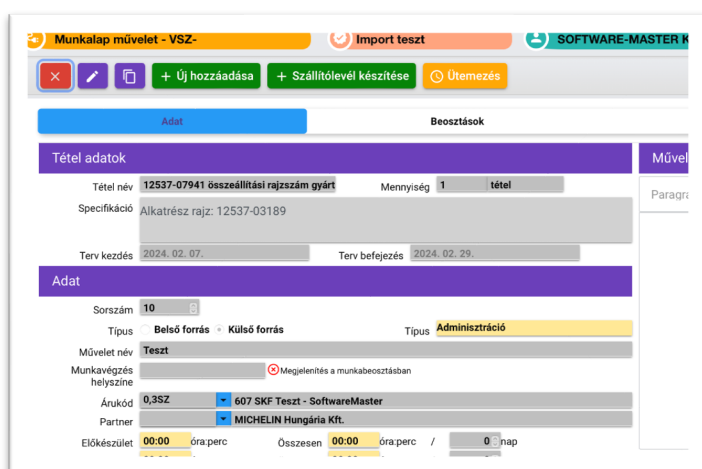 Munkalap művelet - VSZ-
Import teszt
SOFTWARE-MASTER K
+ Új hozzáadása
+ Szállítólevél készítése
Ütemezés
Adat
Beosztások
Tétel adatok
Művel
Tétel név 12537-07941 összeállítási rajzszám gyárt Mennyiség 1 tétel
Paragra
Specifikáció Alkatrész rajz: 12537-03189
Terv kezdés 2024. 02. 07. Terv befejezés 2024. 02. 29.
Adat
Sorszám 10
Típus Belső forrás Külső forrás Típus Adminisztráció
Művelet név Teszt
Munkavégzés helyszíne Megjelenítés a munkabeosztásban
Árukód 0,3SZ 607 SKF Teszt - SoftwareMaster
Partner MICHELIN Hungária Kft.
Előkészület 00:00 óra:perc Összesen 00:00 óra:perc / 0 nap